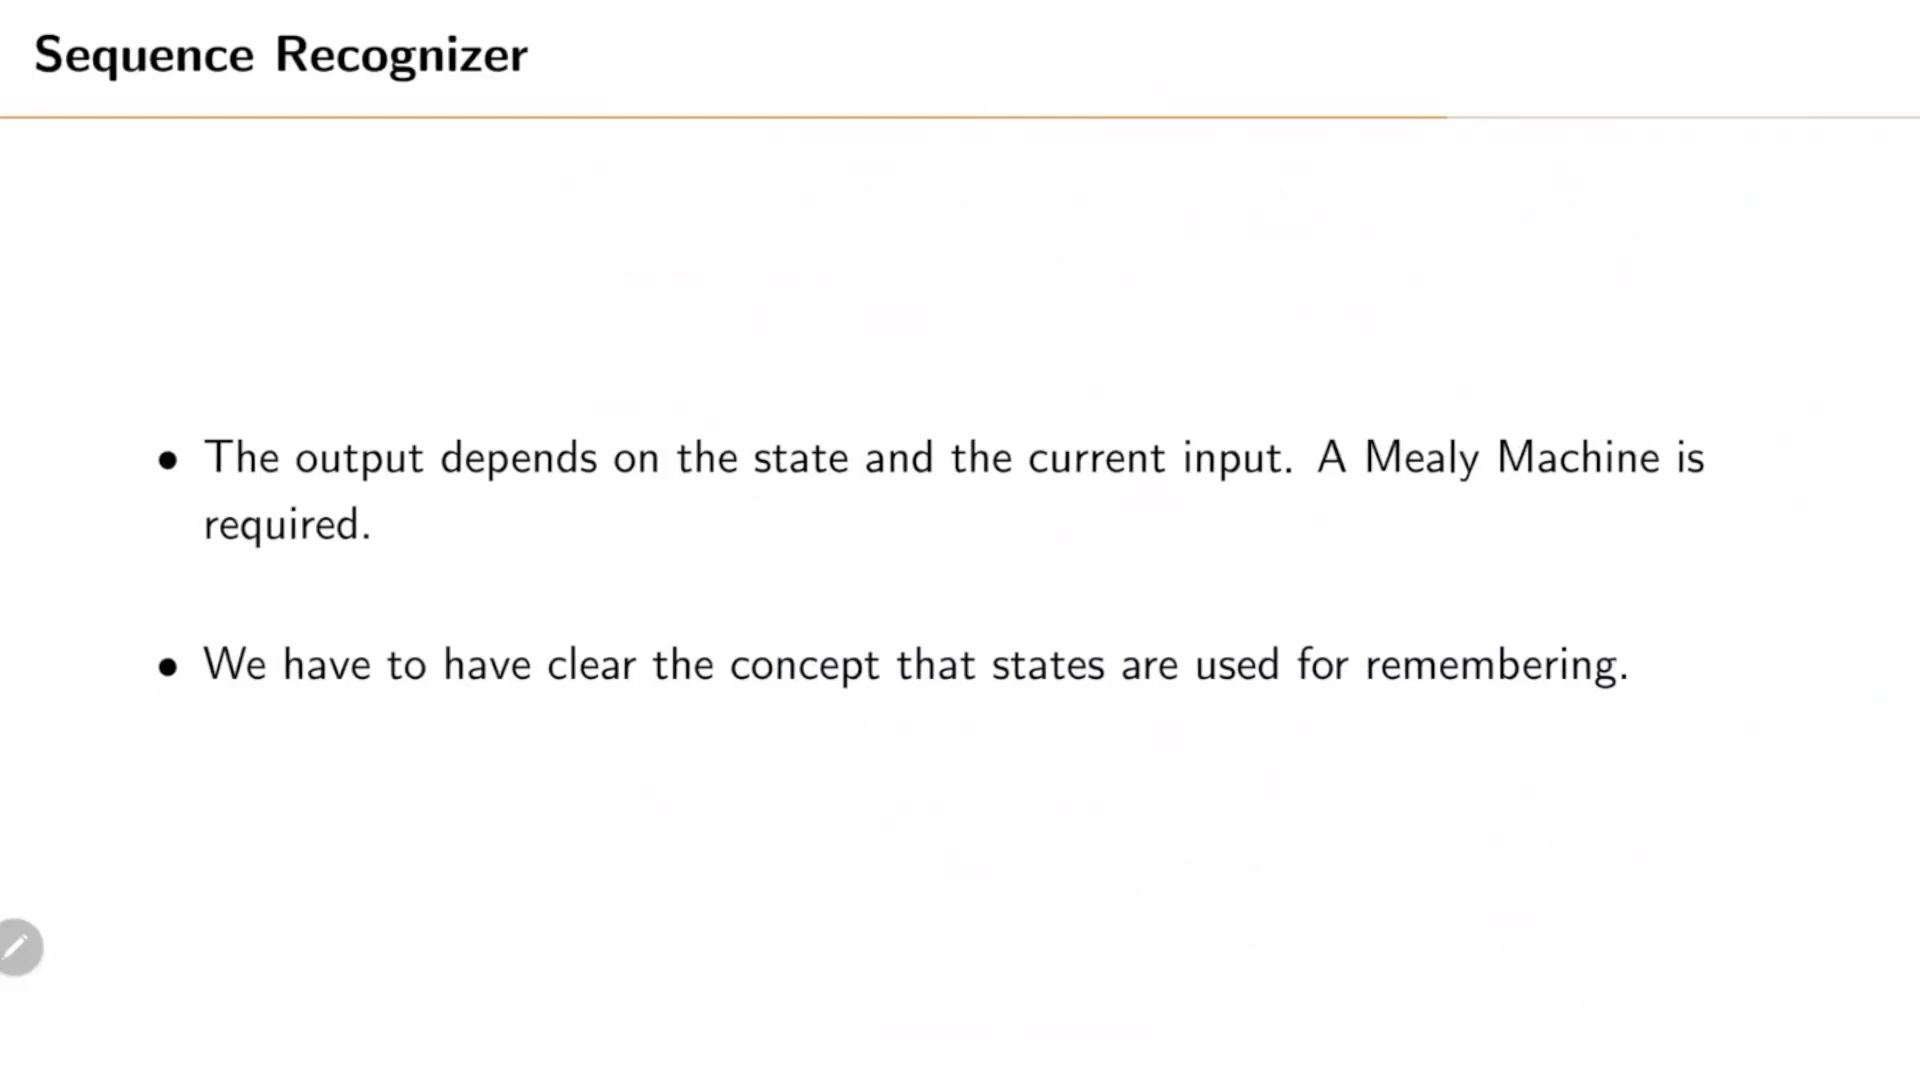 Sequence Recognizer
• The output depends on the state and the current input. A Mealy Machine is
required.
• We have to have clear the concept that states are used for remembering.